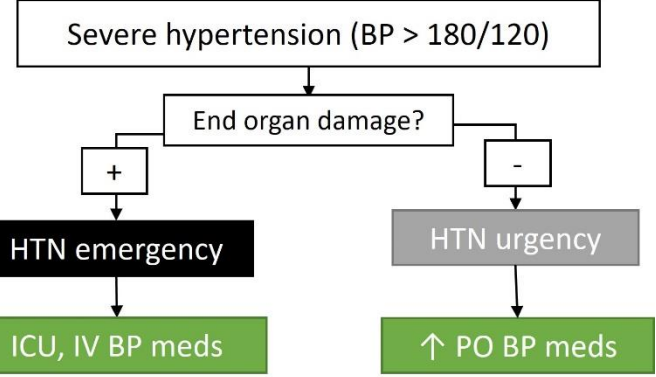 Severe hypertension (BP > 180/120)
End organ damage?
+
-
HTN emergency
HTN urgency
ICU, IV BP meds
↑ PO BP meds